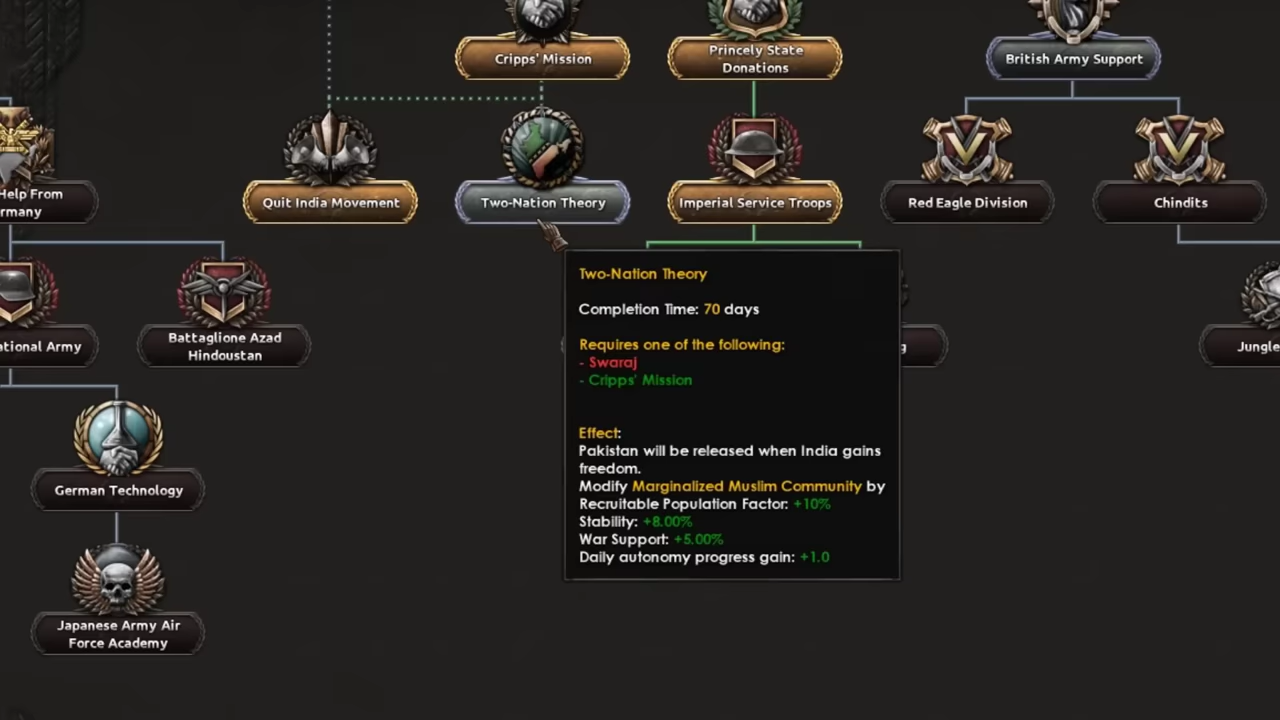 Cripps' Mission
Princely State
Donations
British Army Support
Help From
rmany
Quit India Movement
Two-Nation Theory
Imperial Service Troops
Red Eagle Division
Chindits
Two-Nation Theory
Completion Time: 70 days
Requires one of the following:
- Swaraj
- Cripps' Mission
Effect:
Pakistan will be released when India gains
freedom.
Modify Marginalized Muslim Community by
Recruitable Population Factor: +10%
Stability: +8.00%
War Support: +5.00%
Daily autonomy progress gain: +1.0
ational Army
Battaglione Azad
Hindoustan
g
Jungle
German Technology
Japanese Army Air
Force Academy